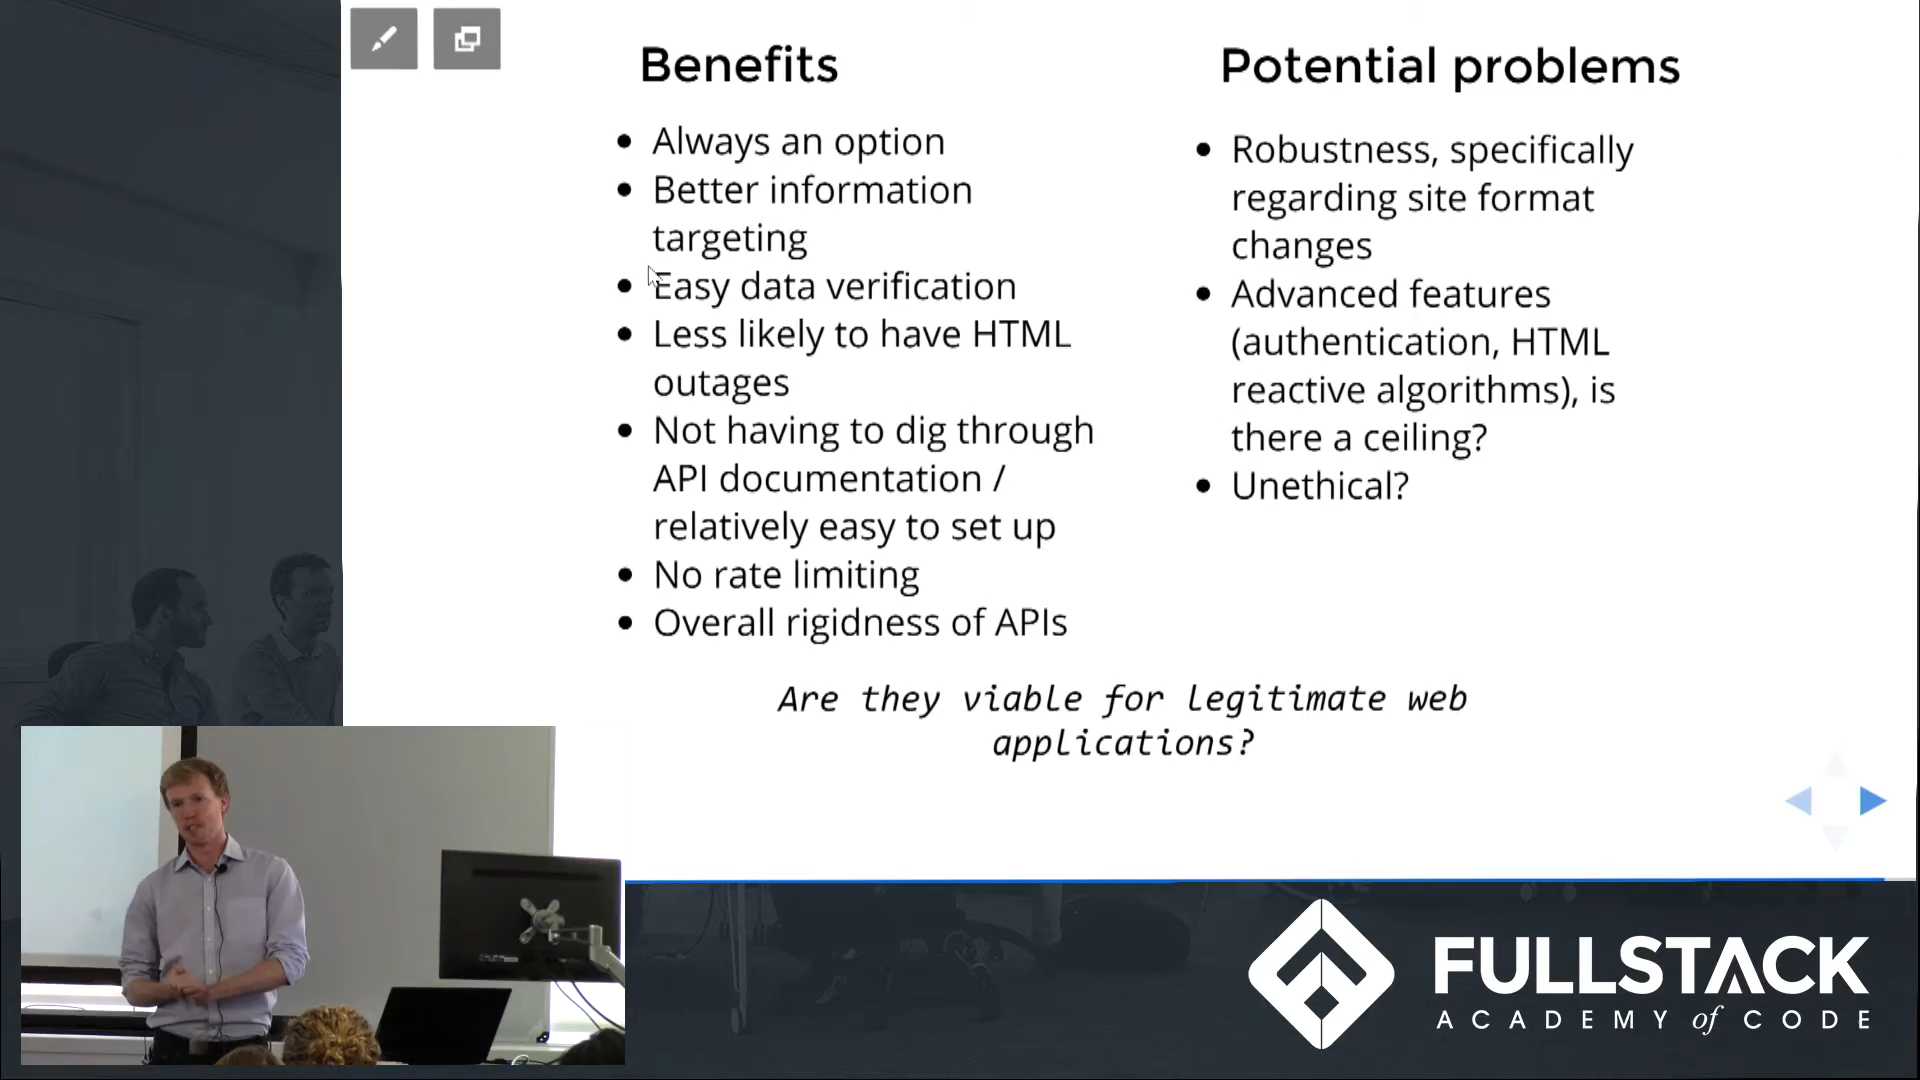 Benefits
Always an option
Better information
targeting
Easy data verification
Less likely to have HTML
outages
Not having to dig through
API documentation /
relatively easy to set up
No rate limiting
Overall rigidness of APIs
Potential problems
Robustness, specifically
regarding site format
changes
Advanced features
(authentication, HTML
reactive algorithms), is
there a ceiling?
Unethical?
Are they viable for legitimate web
applications?
FULLSTACK
ACADEMY of CODE